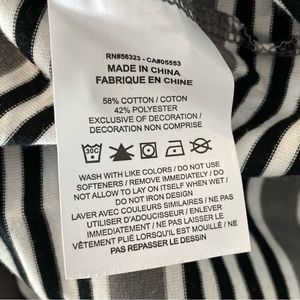 RN#56323 - CA#05553
MADE IN CHINA
FABRIQUE EN CHINE
58% COTTON / COTON
42% POLYESTER
EXCLUSIVE OF DECORATION /
DECORATION NON COMPRISE
30C
WASH WITH LIKE COLORS / DO NOT USE
SOFTENERS / REMOVE IMMEDIATELY / DO
NOT ALLOW TO LAY ON ITSELF WHEN WET /
DO NOT IRON DESIGN
LAVER AVEC COULEURS SIMILAIRES / NE PAS
UTILISER D'ADOUCISSEUR / ENLEVER
IMMÉDIATEMENT / NE PAS LAISSER LE
VÊTEMENT PLIÉ LORSQU'IL EST MOUILLÉ / NE
PAS REPASSER LE DESSIN